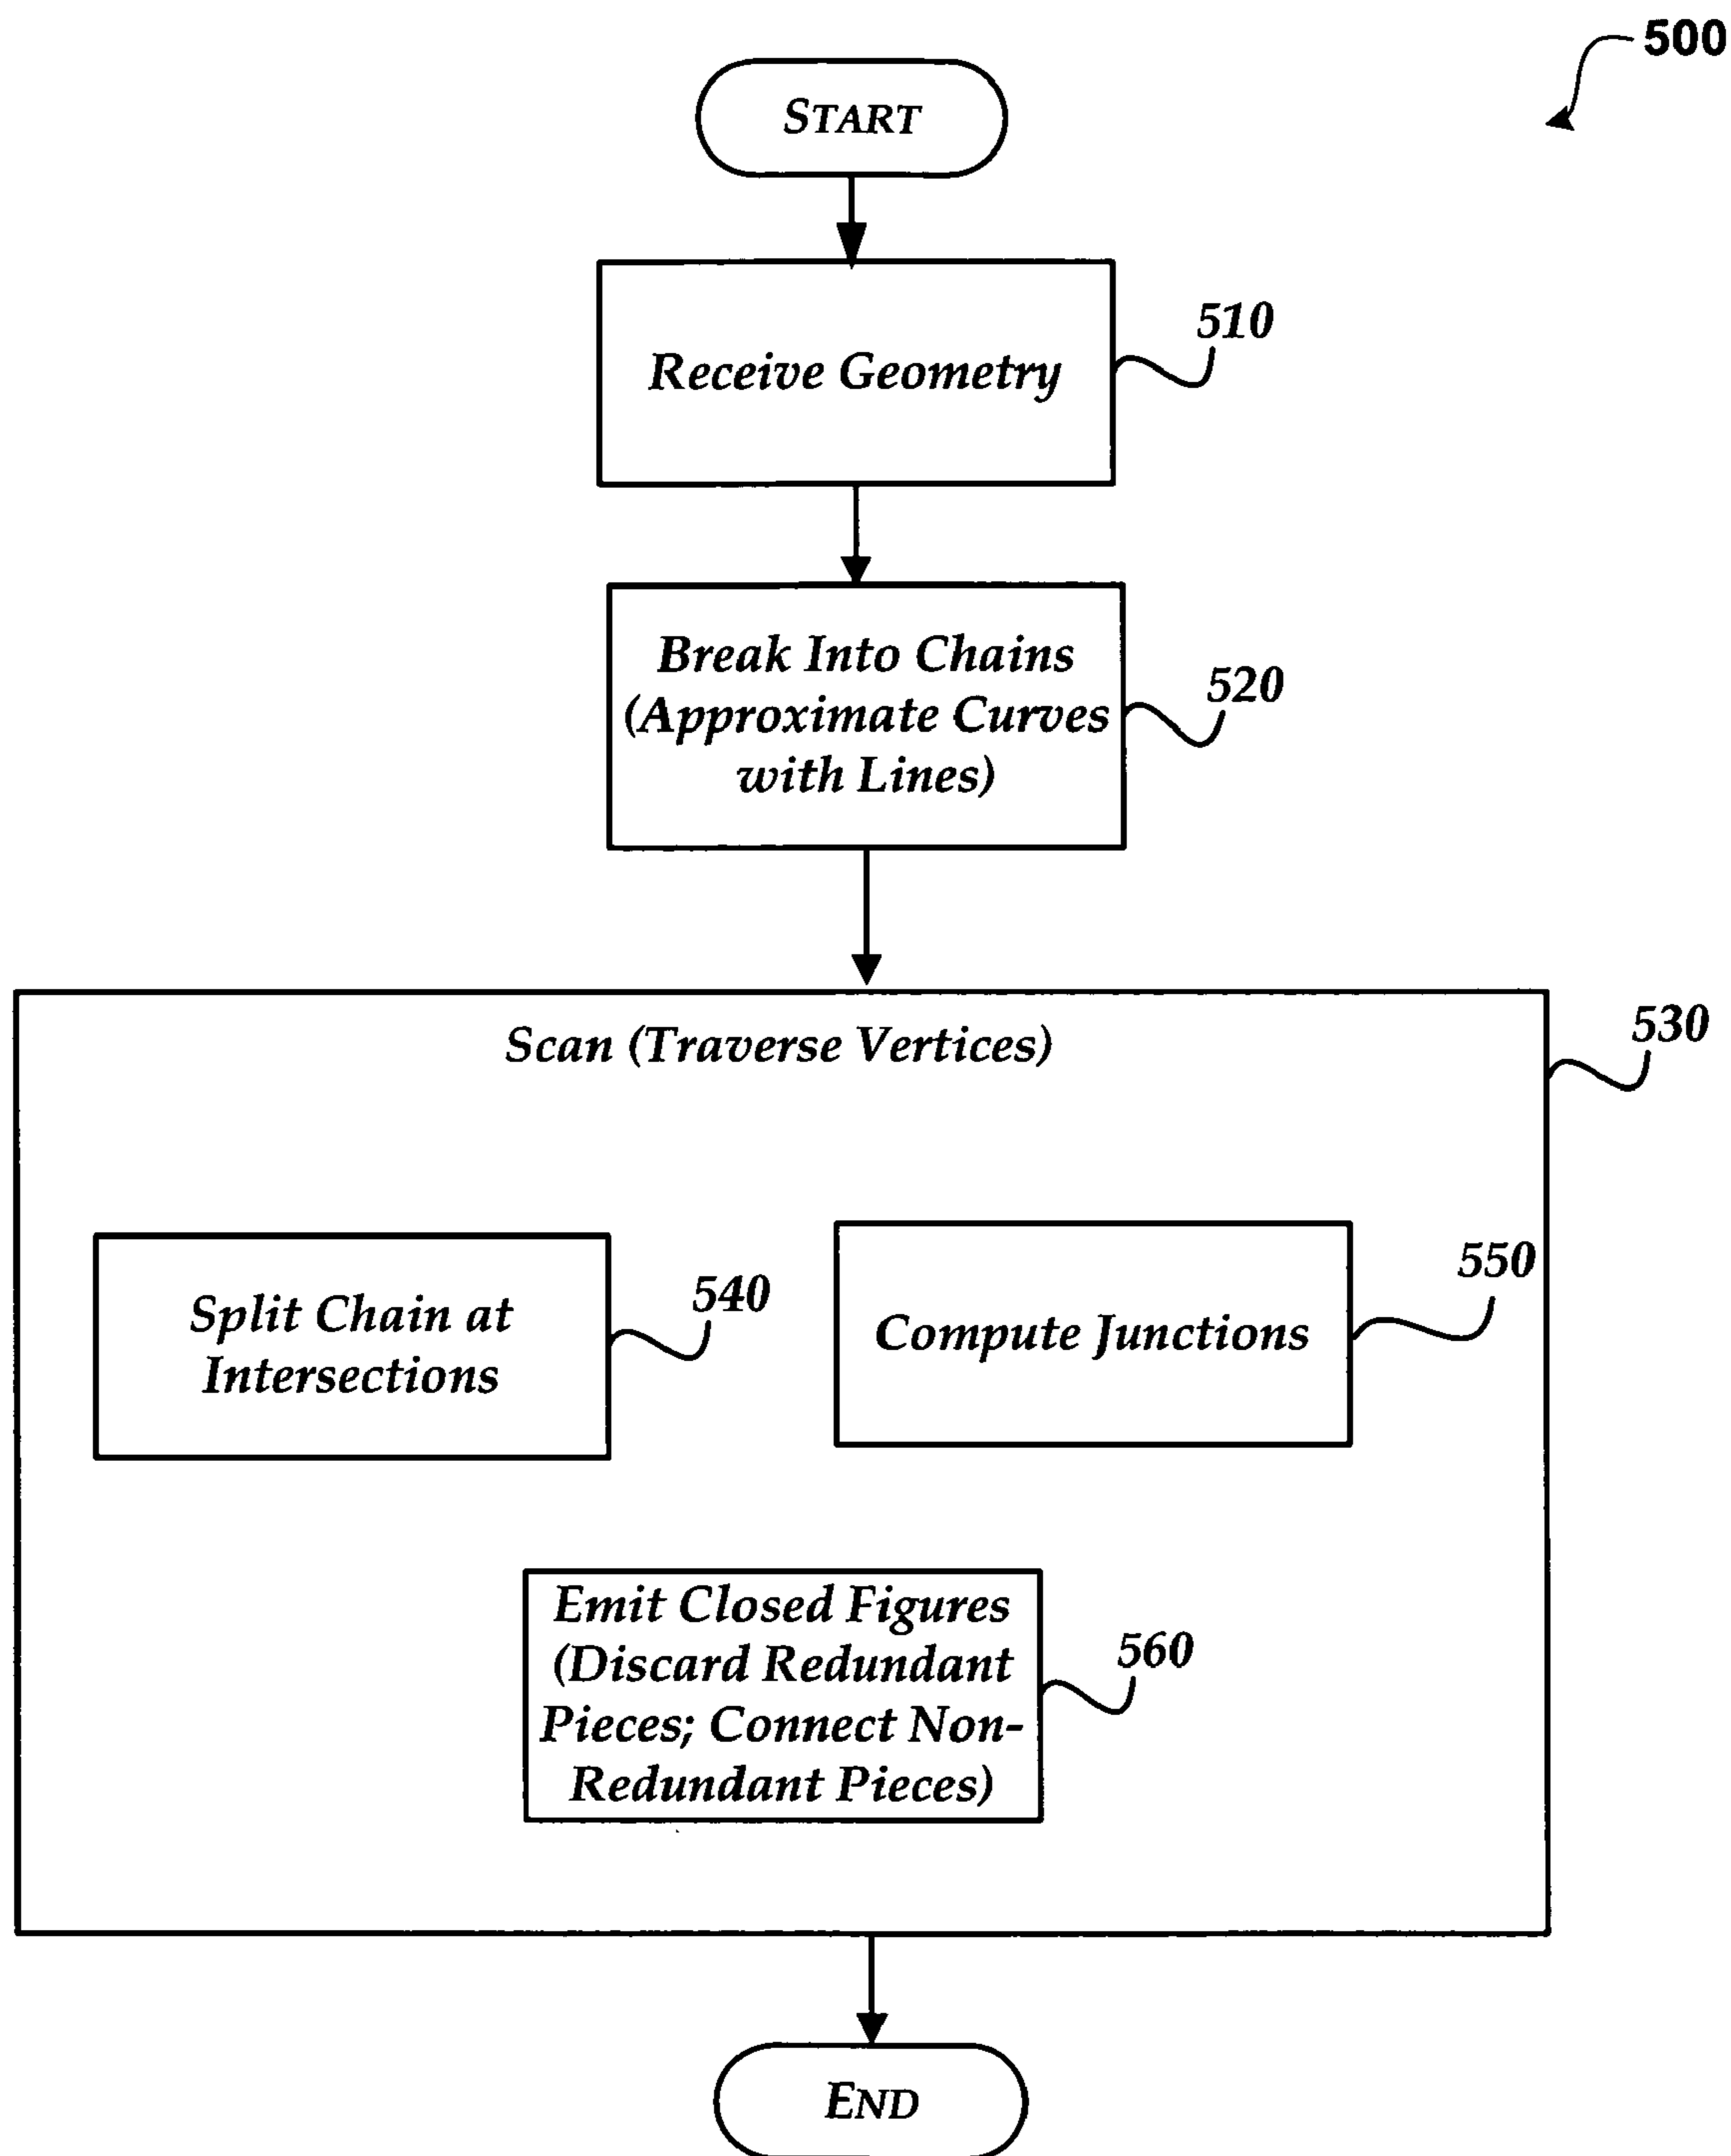 500
START
Receive Geometry
510
Break Into Chains
(Approximate Curves
with Lines)
520
Scan (Traverse Vertices)
530
Split Chain at
Intersections
540
Compute Junctions
550
Emit Closed Figures
(Discard Redundant
Pieces; Connect Non-
Redundant Pieces)
560
END